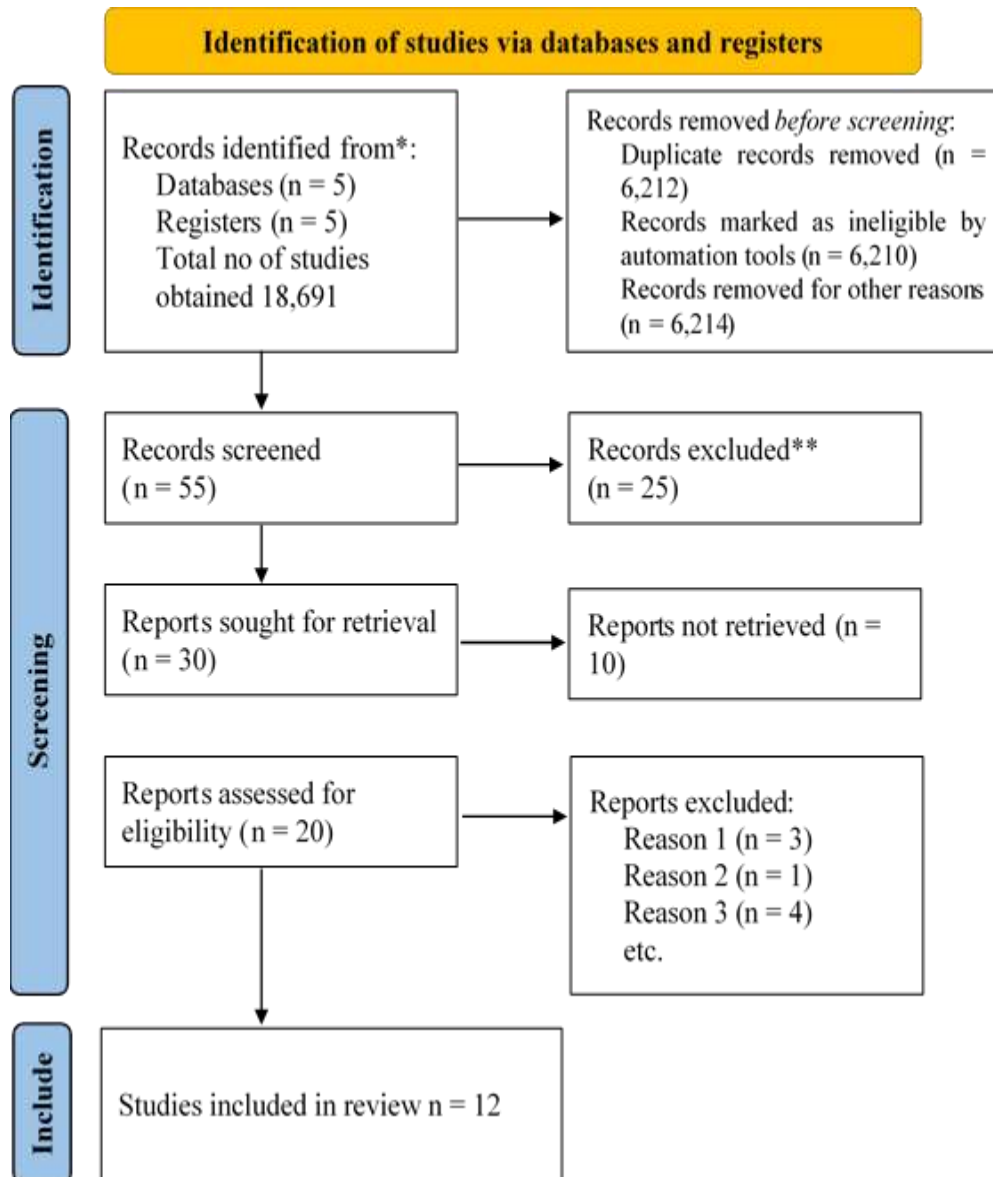 Identification of studies via databases and registers
Identification
Records identified from*:
Databases (n = 5)
Registers (n = 5)
Total no of studies
obtained 18,691
Records removed before screening:
Duplicate records removed (n =
6,212)
Records marked as ineligible by
automation tools (n = 6,210)
Records removed for other reasons
(n = 6,214)
Screening
Records screened
(n = 55)
Records excluded**
(n = 25)
Reports sought for retrieval
(n = 30)
Reports not retrieved (n =
10)
Reports assessed for
eligibility (n = 20)
Reports excluded:
Reason 1 (n = 3)
Reason 2 (n = 1)
Reason 3 (n = 4)
etc.
Include
Studies included in review n = 12